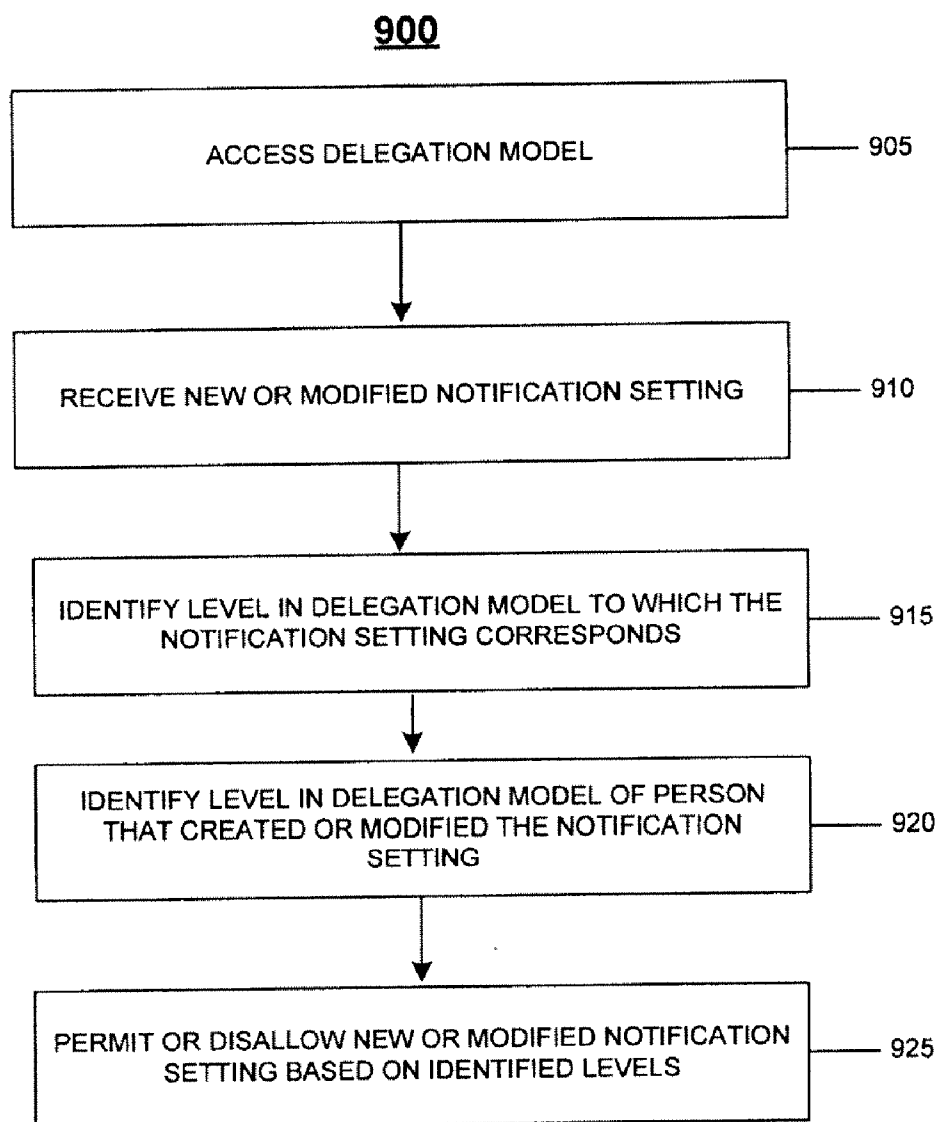 900
ACCESS DELEGATION MODEL
905
RECEIVE NEW OR MODIFIED NOTIFICATION SETTING
910
IDENTIFY LEVEL IN DELEGATION MODEL TO WHICH THE
NOTIFICATION SETTING CORRESPONDS
915
IDENTIFY LEVEL IN DELEGATION MODEL OF PERSON
THAT CREATED OR MODIFIED THE NOTIFICATION
SETTING
920
PERMIT OR DISALLOW NEW OR MODIFIED NOTIFICATION
SETTING BASED ON IDENTIFIED LEVELS
925